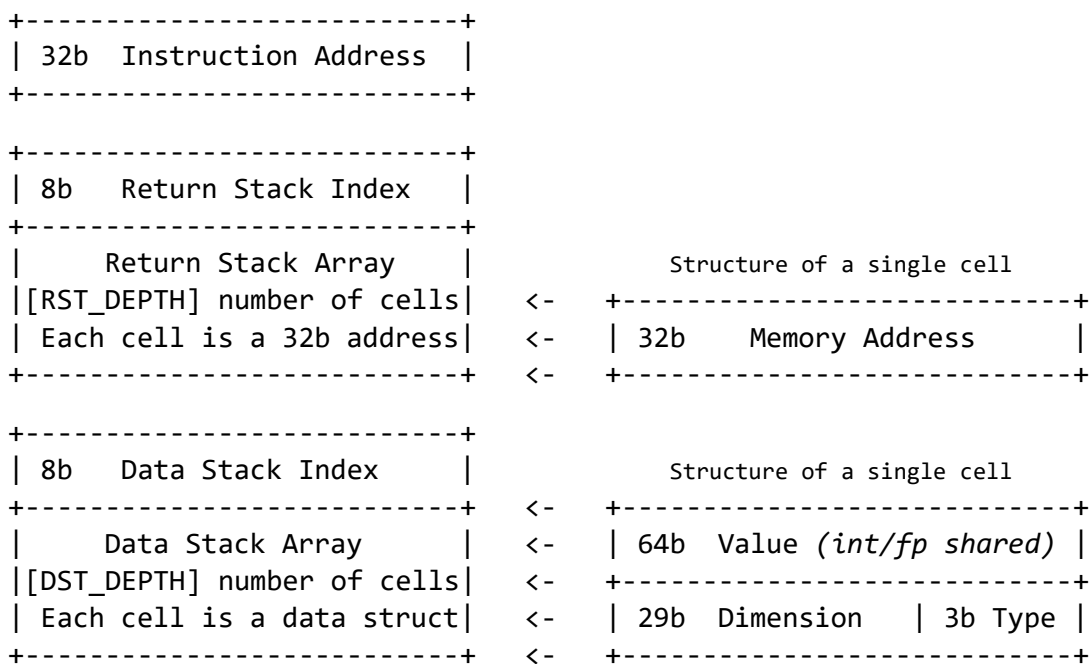 +---------------------------+
| 32b  Instruction Address  |
+---------------------------+

+---------------------------+
| 8b   Return Stack Index   |
+---------------------------+
|     Return Stack Array    |            Structure of a single cell
|[RST_DEPTH] number of cells|   <-   +----------------------------+
| Each cell is a 32b address|   <-   | 32b    Memory Address      |
+---------------------------+   <-   +----------------------------+

+---------------------------+
| 8b   Data Stack Index     |            Structure of a single cell
+---------------------------+   <-   +----------------------------+
|     Data Stack Array      |   <-   | 64b  Value (int/fp shared) |
|[DST_DEPTH] number of cells|   <-   +----------------------------+
| Each cell is a data struct|   <-   | 29b  Dimension   | 3b Type |
+---------------------------+   <-   +----------------------------+